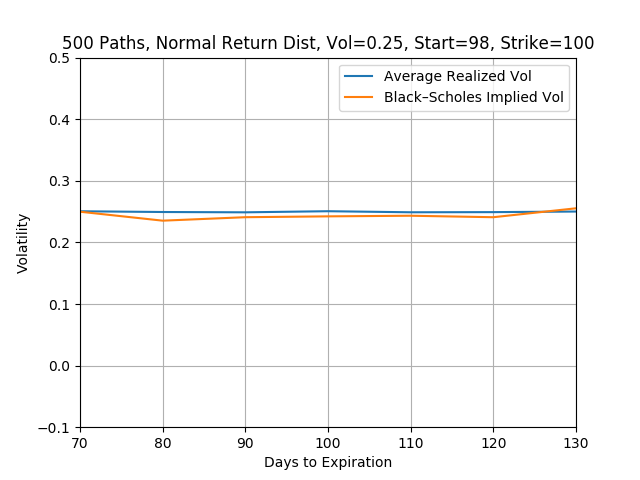 500 Paths, Normal Return Dist, Vol=0.25, Start=98, Strike=100
Average Realized Vol
Black–Scholes Implied Vol
Volatility
0.5
0.4
0.3
0.2
0.1
0.0
−0.1
70 80 90 100 110 120 130
Days to Expiration